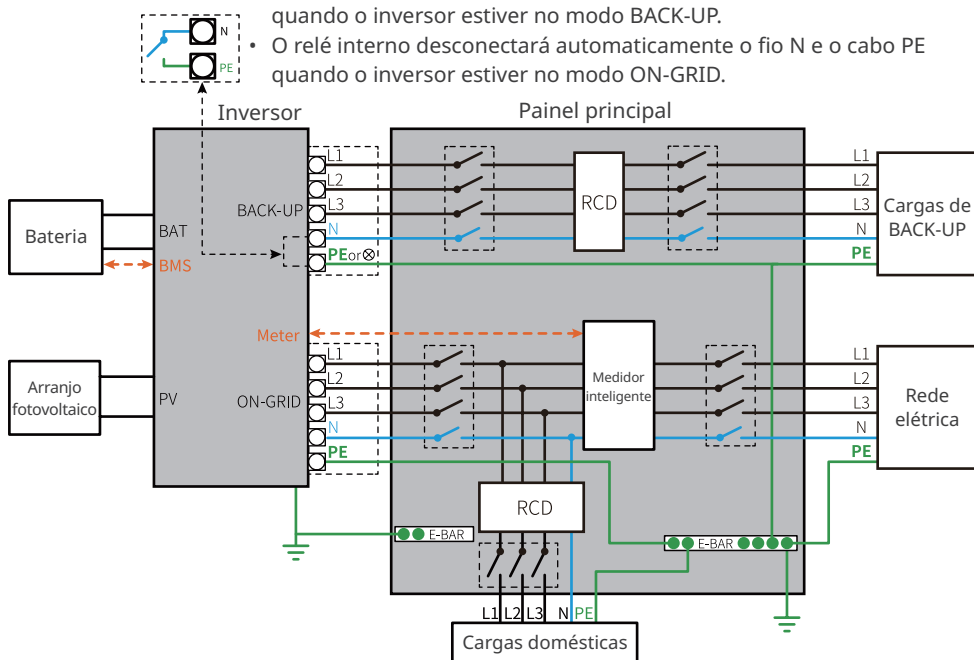 quando o inversor estiver no modo BACK-UP.
• O relé interno desconectará automaticamente o fio N e o cabo PE
quando o inversor estiver no modo ON-GRID.
N
PE
Inversor
Painel principal
L1
L2
L3
N
PEor⊗
BACK-UP
RCD
L1
L2
L3
N
PE
Cargas de
BACK-UP
Bateria
BAT
BMS
Meter
L1
L2
L3
N
PE
ON-GRID
Medidor
inteligente
L1
L2
L3
N
PE
Rede
elétrica
Arranjo
fotovoltaico
PV
RCD
E-BAR
E-BAR
L1 L2 L3 N PE
Cargas domésticas